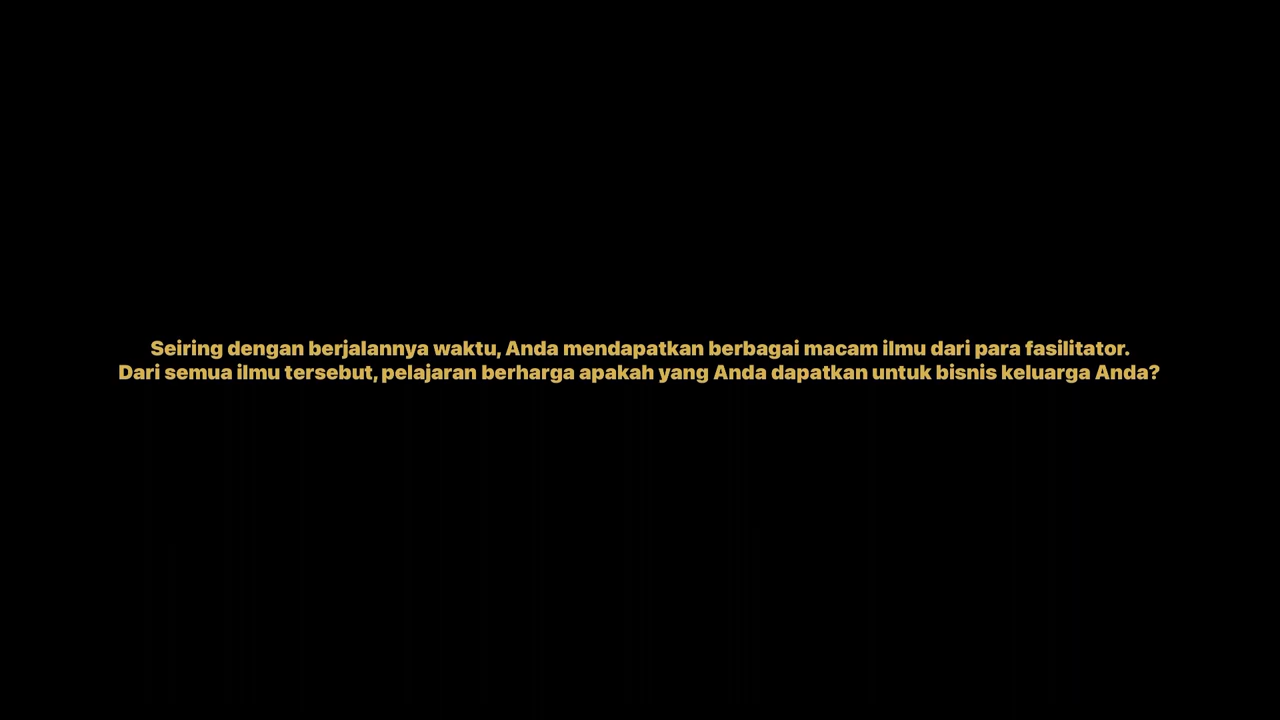 Seiring dengan berjalannya waktu, Anda mendapatkan berbagai macam ilmu dari para fasilitator.
Dari semua ilmu tersebut, pelajaran berharga apakah yang Anda dapatkan untuk bisnis keluarga Anda?